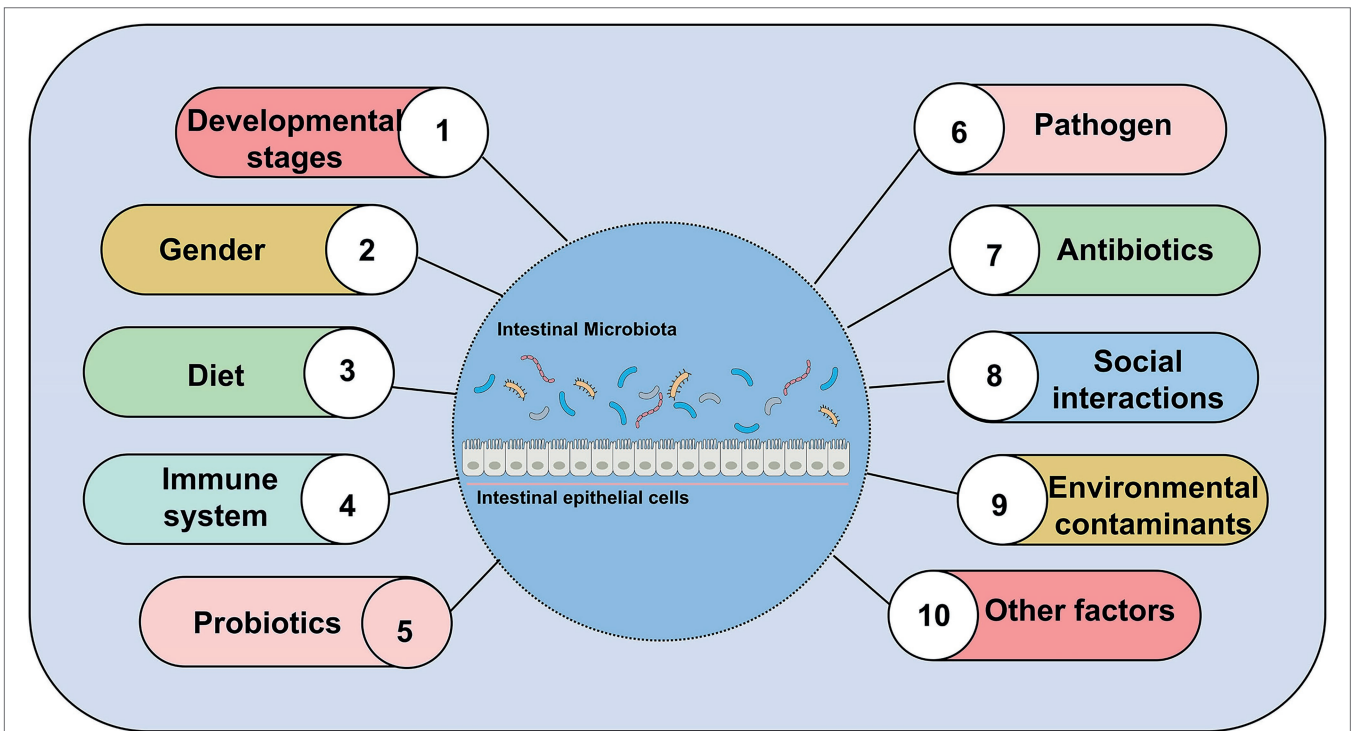 Developmental
stages
1
Gender
2
Diet
3
Immune
system
4
Probiotics
5
Intestinal Microbiota
Intestinal epithelial cells
6
Pathogen
7
Antibiotics
8
Social
interactions
9
Environmental
contaminants
10
Other factors